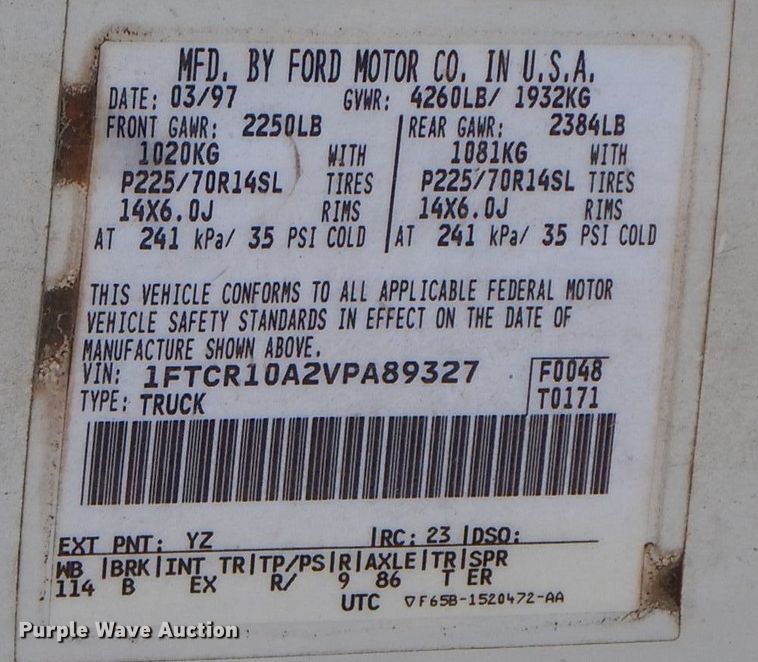 MFD. BY FORD MOTOR CO. IN U.S.A.
DATE: 03/97 GVWR: 4260LB/ 1932KG
FRONT GAWR: 2250LB REAR GAWR: 2384LB
1020KG WITH 1081KG WITH
P225/70R14SL TIRES P225/70R14SL TIRES
14X6.0J RIMS 14X6.0J RIMS
AT 241 kPa/ 35 PSI COLD AT 241 kPa/ 35 PSI COLD
THIS VEHICLE CONFORMS TO ALL APPLICABLE FEDERAL MOTOR
VEHICLE SAFETY STANDARDS IN EFFECT ON THE DATE OF
MANUFACTURE SHOWN ABOVE.
VIN: 1FTCR10A2VPA89327 F0048
TYPE: TRUCK T0171
EXT PNT: YZ |RC: 23 |DSO:
WB |BRK|INT TR|TP/PS|R|AXLE|TR|SPR
114 B EX R/ 9 86 T ER
UTC ▽F65B-1520472-AA
Purple Wave Auction